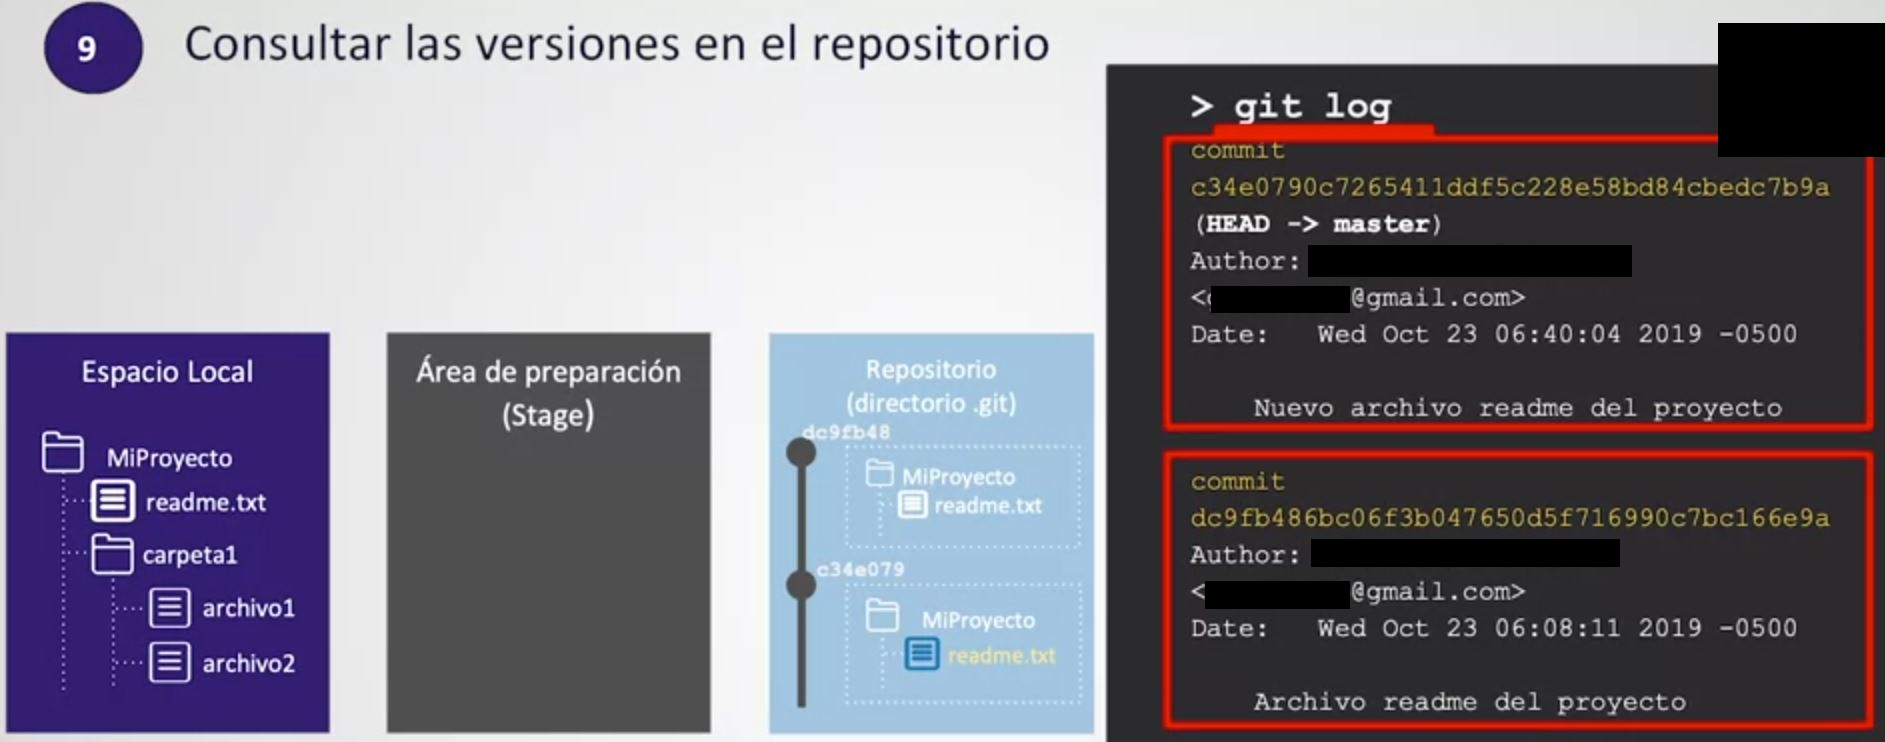 9
Consultar las versiones en el repositorio
Espacio Local
MiProyecto
readme.txt
carpeta1
archivo1
archivo2
Área de preparación
(Stage)
Repositorio
(directorio .git)
dc9fb48
MiProyecto
readme.txt
c34e079
MiProyecto
readme.txt
> git log
commit
c34e0790c7265411ddf5c228e58bd84cbedc7b9a
(HEAD -> master)
Author:
<@gmail.com>
Date: Wed Oct 23 06:40:04 2019 -0500
Nuevo archivo readme del proyecto
commit
dc9fb486bc06f3b047650d5f716990c7bc166e9a
Author:
<@gmail.com>
Date: Wed Oct 23 06:08:11 2019 -0500
Archivo readme del proyecto